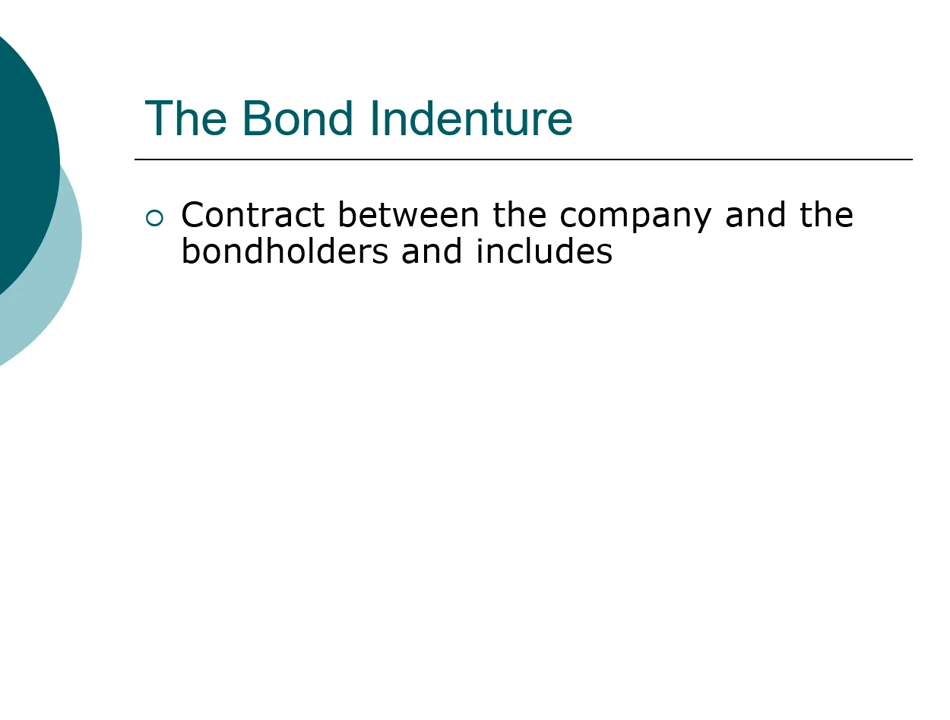 The Bond Indenture
Contract between the company and the
bondholders and includes